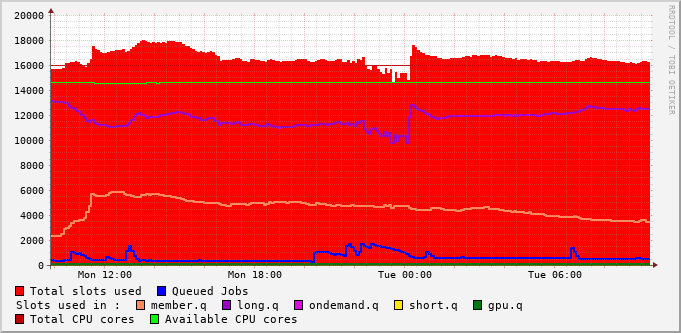 20000
18000
16000
14000
12000
10000
8000
6000
4000
2000
0
Mon 12:00 Mon 18:00 Tue 00:00 Tue 06:00
Total slots used Queued Jobs
Slots used in : member.q long.q ondemand.q short.q gpu.q
Total CPU cores Available CPU cores
RRDTOOL / TOBI OETIKER